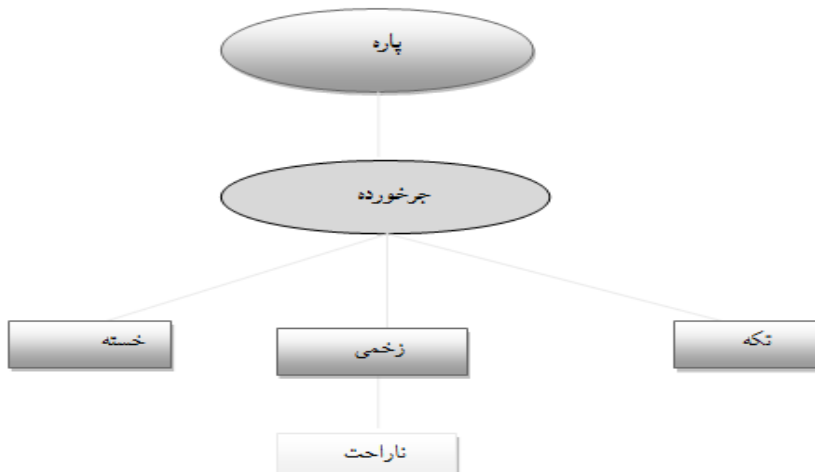 پاره
جرخورده
تکه
زخمی
خسته
ناراحت